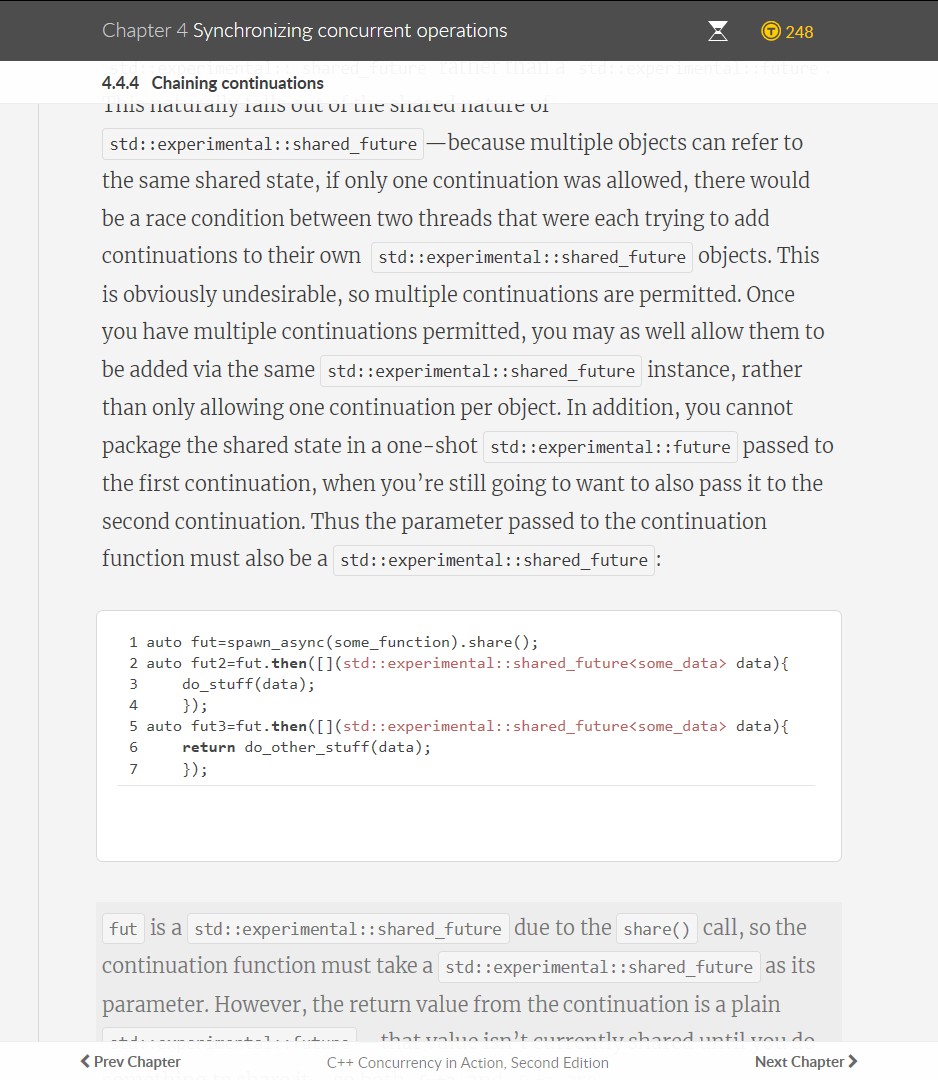 Chapter 4 Synchronizing concurrent operations
248
4.4.4 Chaining continuations
This naturally falls out of the shared nature of
std::experimental::shared_future —because multiple objects can refer to
the same shared state, if only one continuation was allowed, there would
be a race condition between two threads that were each trying to add
continuations to their own std::experimental::shared_future objects. This
is obviously undesirable, so multiple continuations are permitted. Once
you have multiple continuations permitted, you may as well allow them to
be added via the same std::experimental::shared_future instance, rather
than only allowing one continuation per object. In addition, you cannot
package the shared state in a one-shot std::experimental::future passed to
the first continuation, when you’re still going to want to also pass it to the
second continuation. Thus the parameter passed to the continuation
function must also be a std::experimental::shared_future :
1 auto fut=spawn_async(some_function).share();
2 auto fut2=fut.then([](std::experimental::shared_future<some_data> data){
3     do_stuff(data);
4     });
5 auto fut3=fut.then([](std::experimental::shared_future<some_data> data){
6     return do_other_stuff(data);
7     });
fut is a std::experimental::shared_future due to the share() call, so the
continuation function must take a std::experimental::shared_future as its
parameter. However, the return value from the continuation is a plain
std::experimental::future —that value isn’t currently shared until you do
Prev Chapter C++ Concurrency in Action, Second Edition Next Chapter